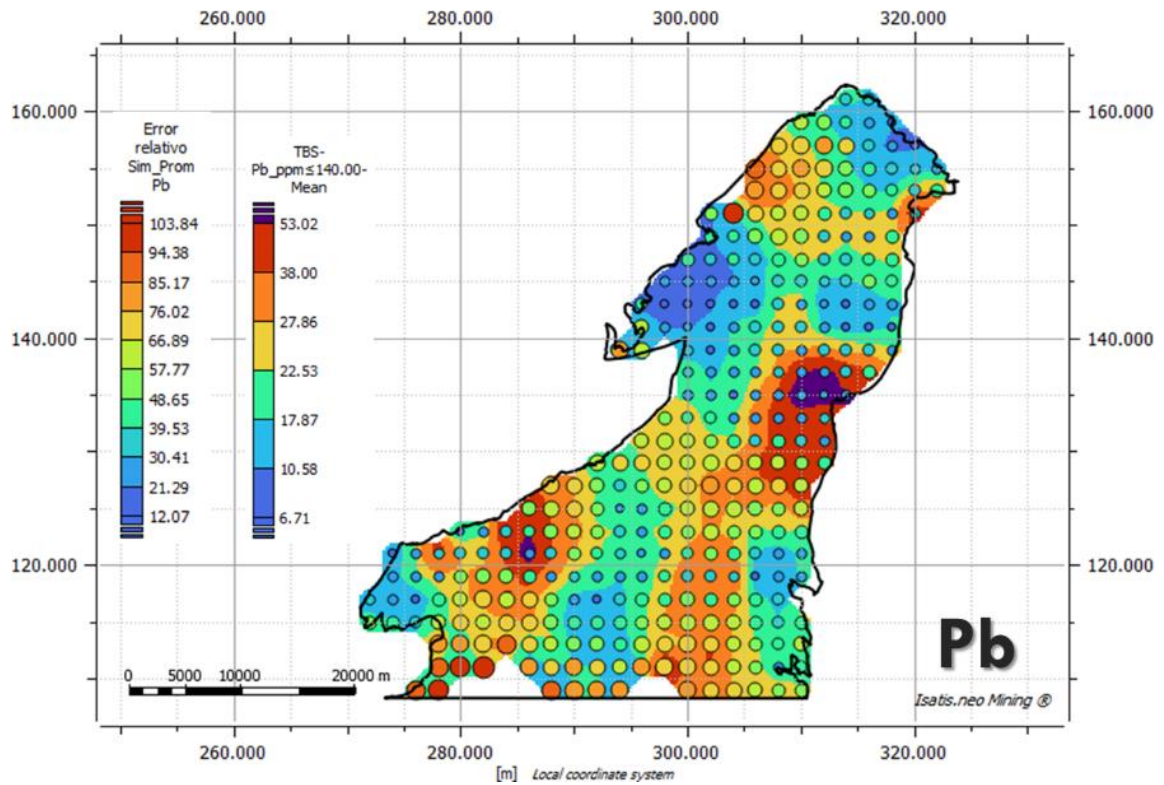 260.000 280.000 300.000 320.000
160.000 160.000
Error
relativo
Sim_Prom
Pb
103.84
94.38
85.17
76.02
66.89
57.77
48.65
39.53
30.41
21.29
12.07
TBS-
Pb_ppm≤140.00-
Mean
53.02
38.00
27.86
22.53
17.87
10.58
6.71
140.000 140.000
120.000 120.000
Pb
0 5000 10000 20000 m
Isatis.neo Mining ®
260.000 280.000 300.000 320.000
[m] Local coordinate system